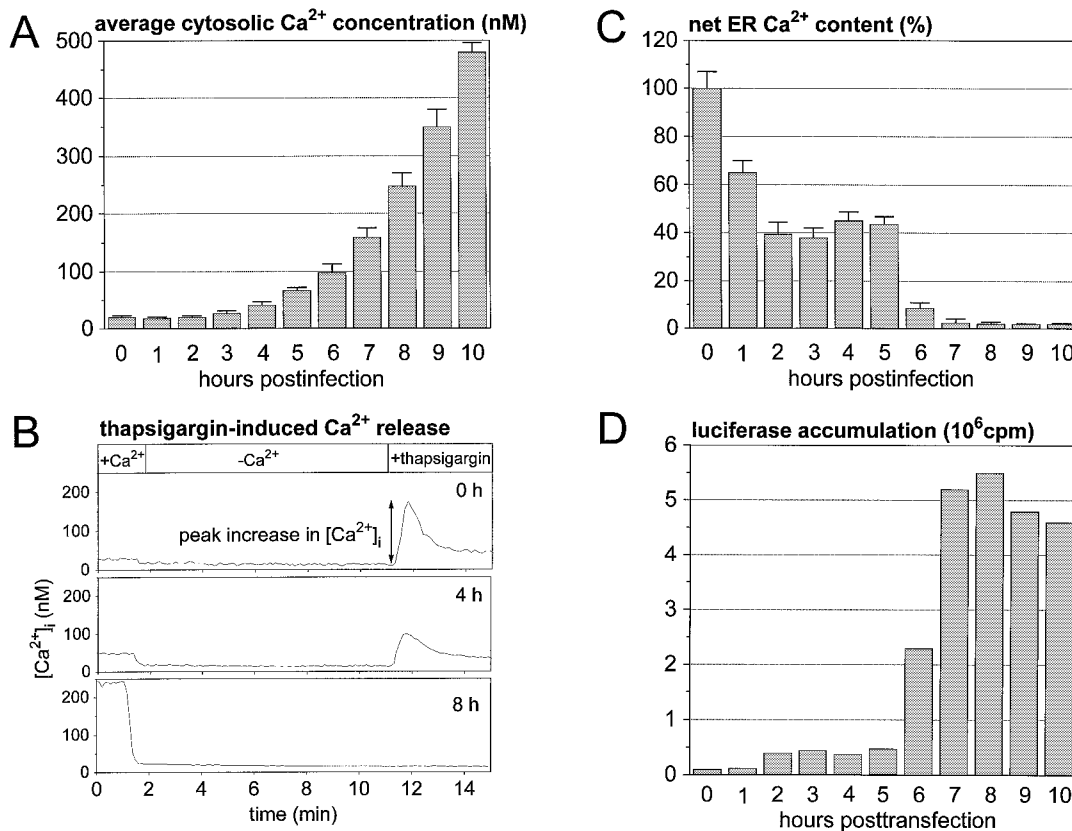 A average cytosolic Ca²⁺ concentration (nM)
500
400
300
200
100
0
0 1 2 3 4 5 6 7 8 9 10
hours postinfection
B thapsigargin-induced Ca²⁺ release
+Ca²⁺ -Ca²⁺ +thapsigargin
200
100
0
0 h
peak increase in [Ca²⁺]i
200
100
0
4 h
200
100
0
8 h
[Ca²⁺]i (nM)
0 2 4 6 8 10 12 14
time (min)
C net ER Ca²⁺ content (%)
120
100
80
60
40
20
0
0 1 2 3 4 5 6 7 8 9 10
hours postinfection
D luciferase accumulation (10⁶cpm)
6
5
4
3
2
1
0
0 1 2 3 4 5 6 7 8 9 10
hours posttransfection